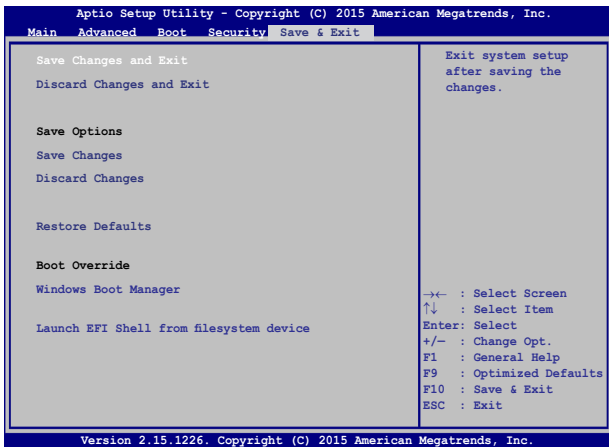 Aptio Setup Utility - Copyright (C) 2015 American Megatrends, Inc.
Main Advanced Boot Security Save & Exit
Save Changes and Exit
Discard Changes and Exit
Save Options
Save Changes
Discard Changes
Restore Defaults
Boot Override
Windows Boot Manager
Launch EFI Shell from filesystem device
Exit system setup
after saving the
changes.
→← : Select Screen
↑↓ : Select Item
Enter: Select
+/— : Change Opt.
F1 : General Help
F9 : Optimized Defaults
F10 : Save & Exit
ESC : Exit
Version 2.15.1226. Copyright (C) 2015 American Megatrends, Inc.